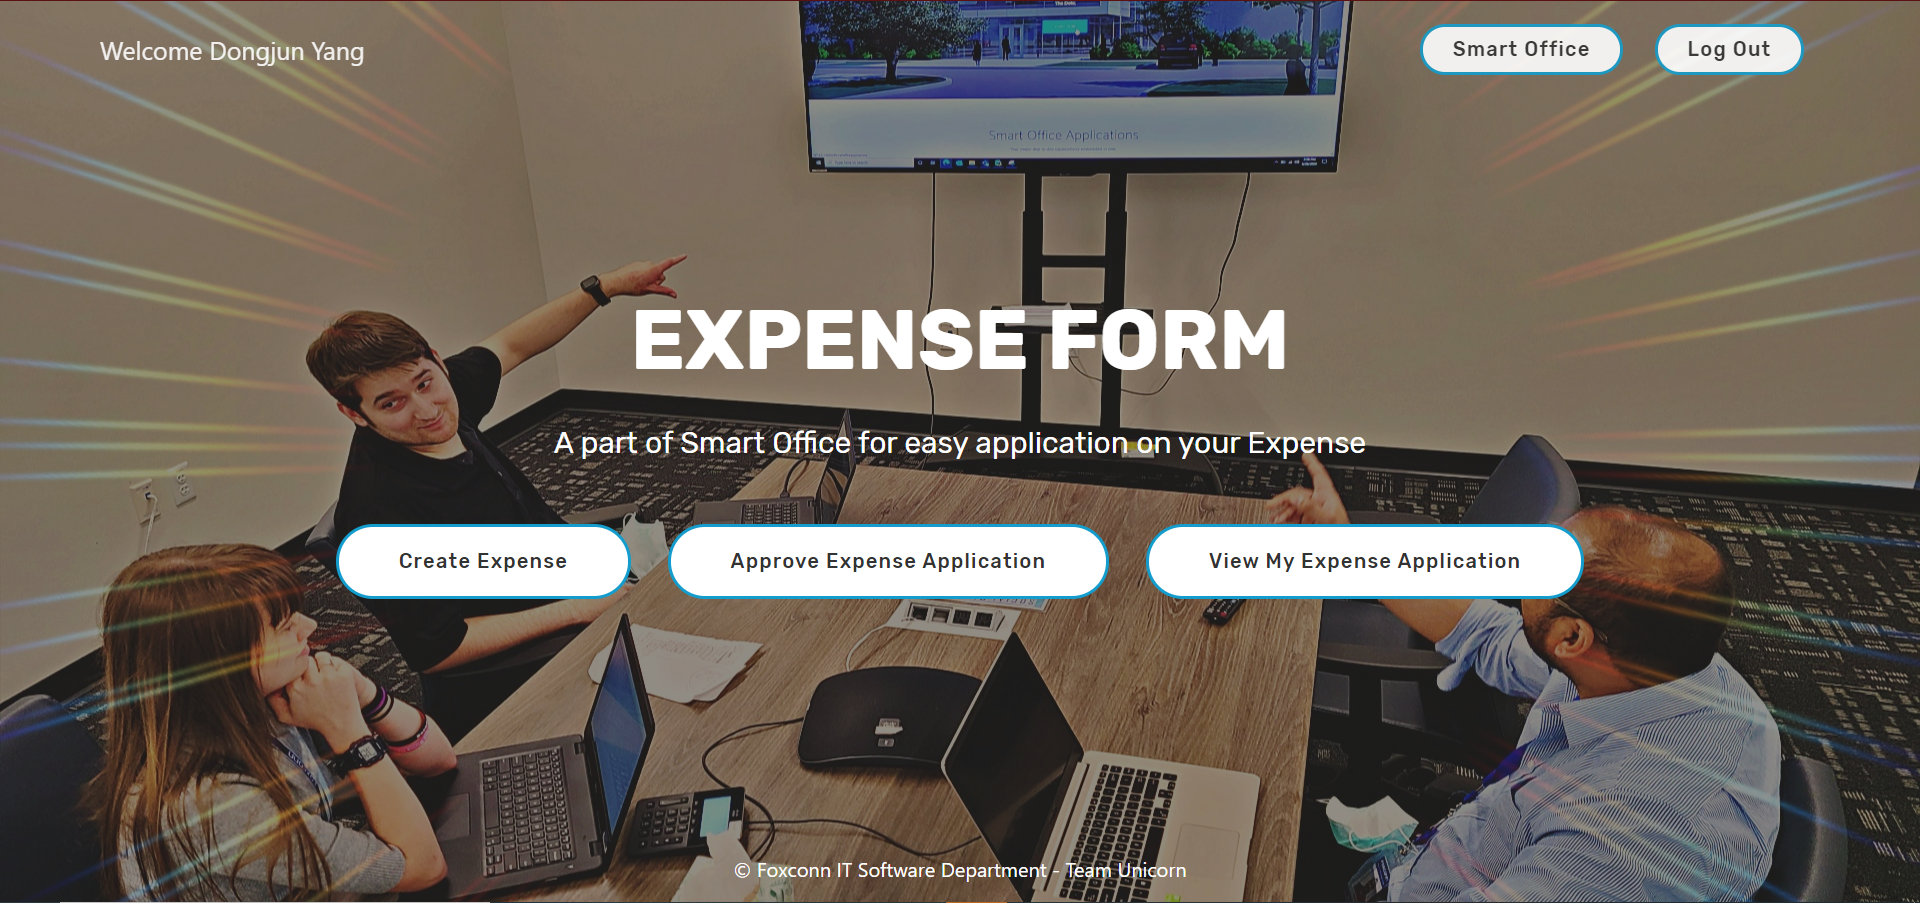 Welcome Dongjun Yang
Smart Office
Log Out
Smart Office Applications
EXPENSE FORM
A part of Smart Office for easy application on your Expense
Create Expense
Approve Expense Application
View My Expense Application
© Foxconn IT Software Department - Team Unicorn